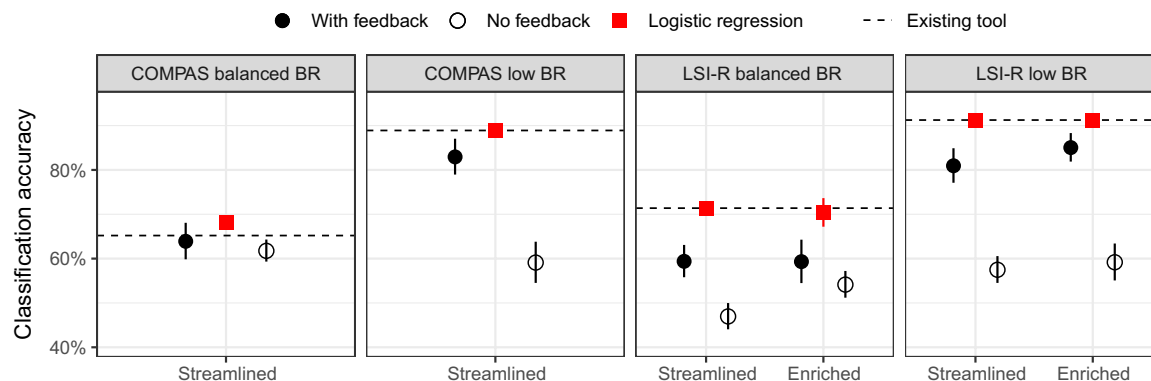 With feedback No feedback Logistic regression Existing tool
COMPAS balanced BR COMPAS low BR LSI-R balanced BR LSI-R low BR
Classification accuracy
80%
60%
40%
Streamlined Streamlined Streamlined Enriched Streamlined Enriched